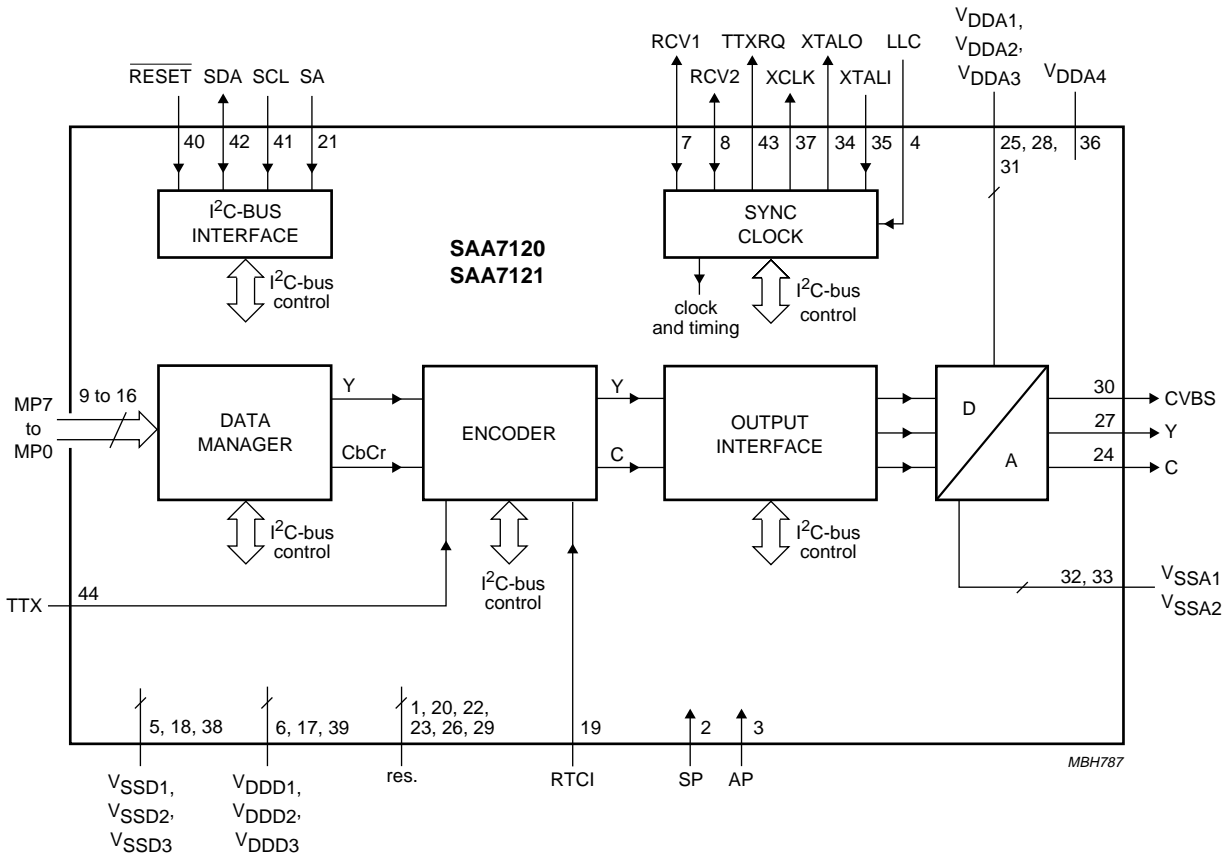 VDDA1,
VDDA2,
VDDA3
VDDA4
RCV1 TTXRQ XTALO LLC
RCV2 XCLK XTALI
RESET SDA SCL SA
40 42 41 21
7 8 43 37 34 35 4
25, 28,
31
36
I2C-BUS
INTERFACE
SYNC
CLOCK
SAA7120
SAA7121
I2C-bus
control
clock
and timing
I2C-bus
control
MP7
to
MP0
9 to 16
DATA
MANAGER
Y
CbCr
ENCODER
Y
C
OUTPUT
INTERFACE
D
A
30 CVBS
27 Y
24 C
I2C-bus
control
I2C-bus
control
I2C-bus
control
TTX 44
32, 33
VSSA1
VSSA2
5, 18, 38
6, 17, 39
1, 20, 22,
23, 26, 29
19
2
3
VSSD1,
VSSD2,
VSSD3
VDDD1,
VDDD2,
VDDD3
res.
RTCI
SP
AP
MBH787